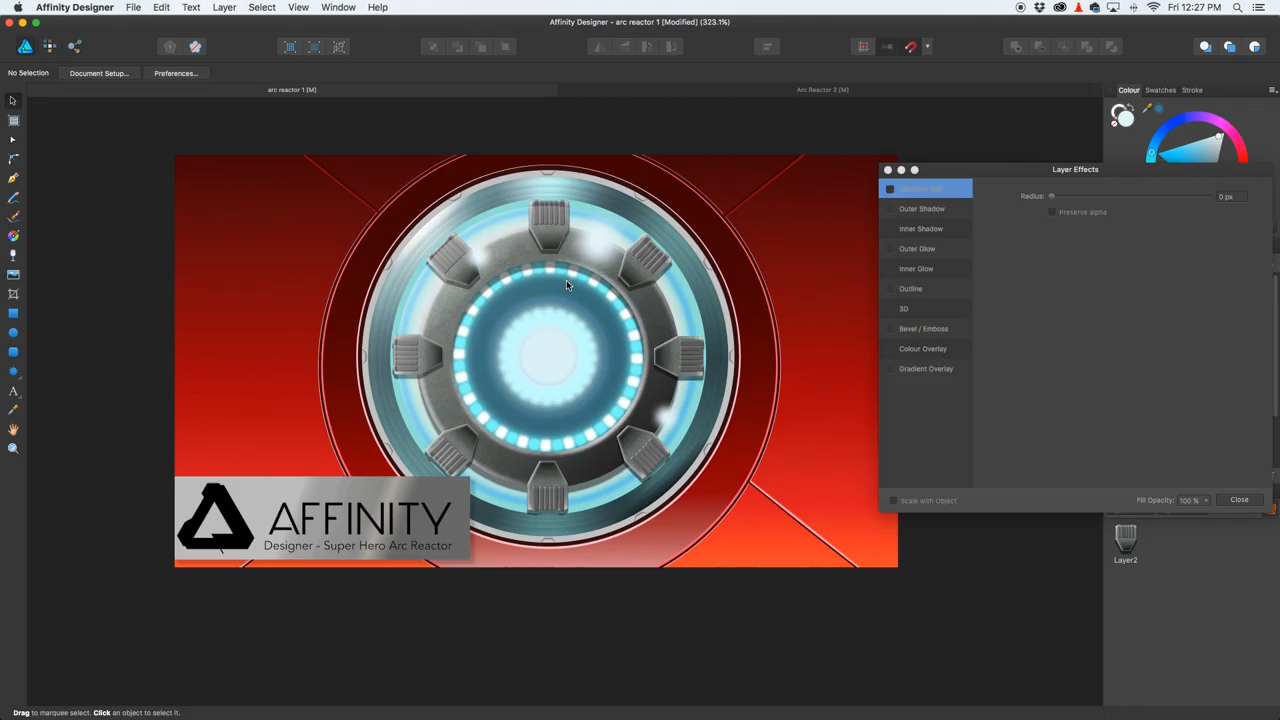 Affinity Designer File Edit Text Layer Select View Window Help Fri 12:27 PM
Affinity Designer - arc reactor 1 [Modified] (323.1%)
No Selection Document Setup... Preferences...
arc reactor 1 [M] Arc Reactor 2 [M] Colour Swatches Stroke
Layer Effects
Radius: 0 px
Preserve alpha
Outer Shadow
Inner Shadow
Outer Glow
Inner Glow
Outline
3D
Bevel / Emboss
Colour Overlay
Gradient Overlay
Scale with Object Fill Opacity: 100 % Close
AFFINITY
Designer - Super Hero Arc Reactor
Layer2
Drag to marquee select. Click an object to select it.